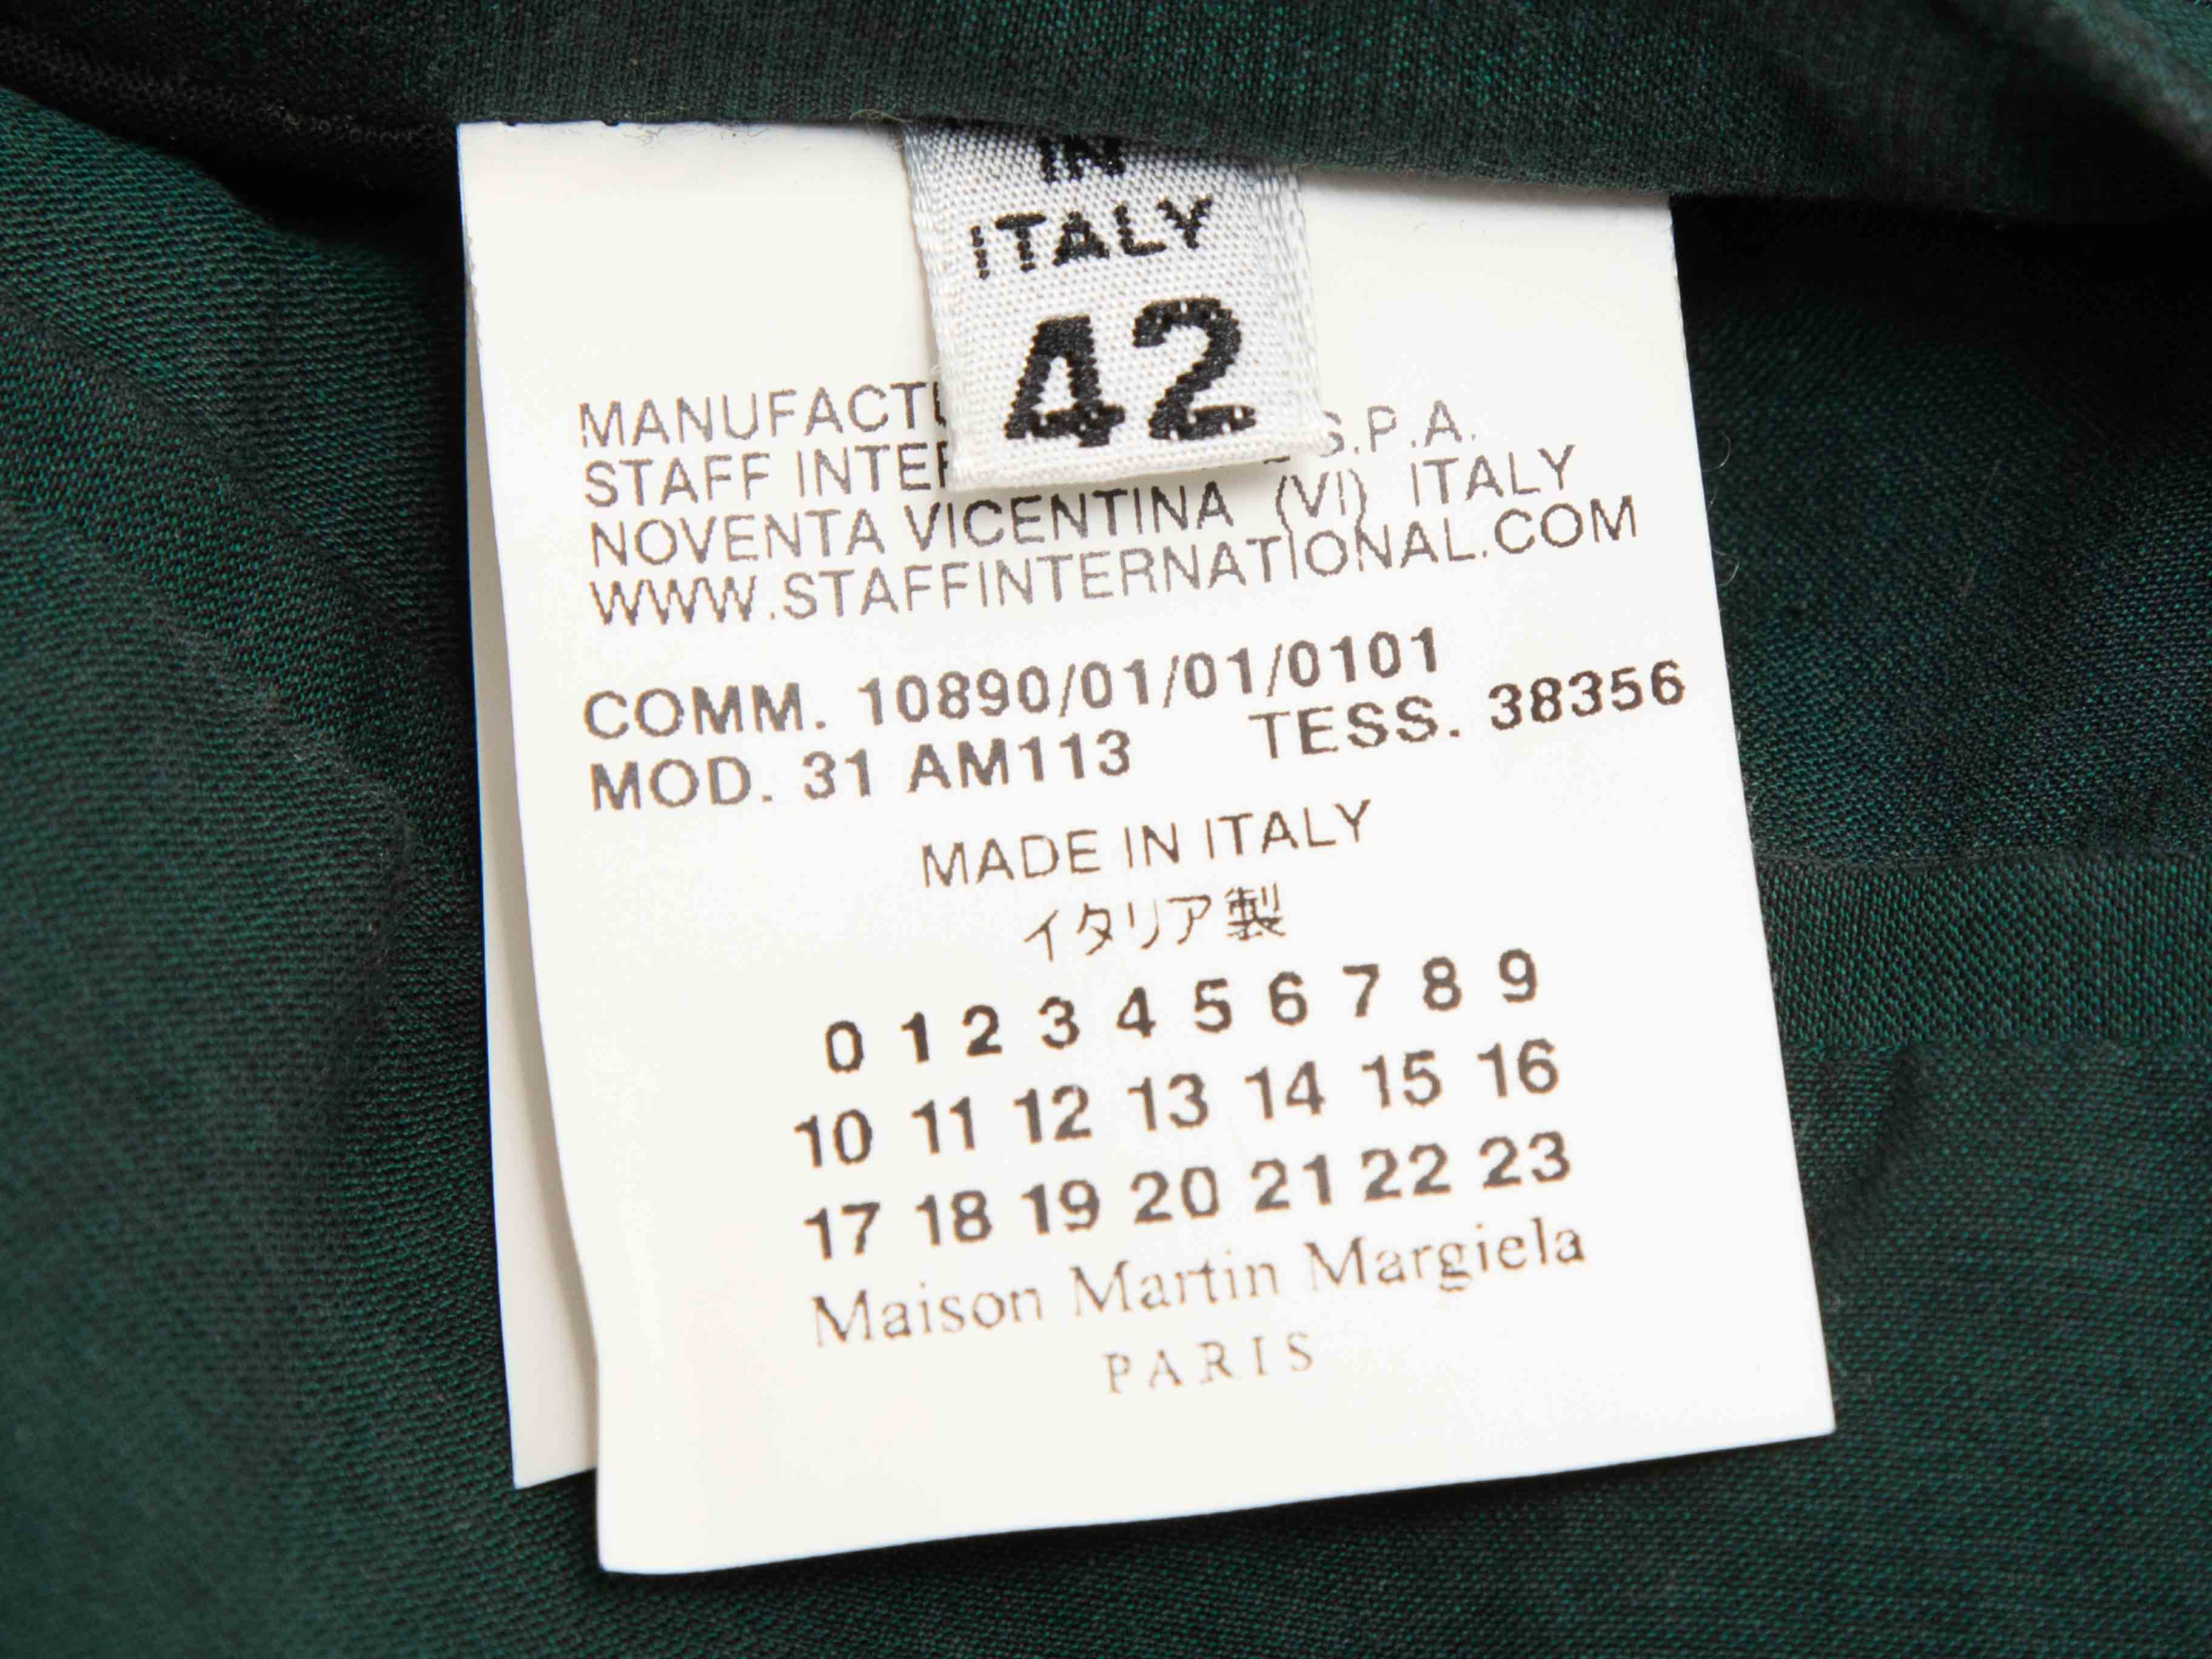 IN
ITALY
42
S.P.A.
STAFF
NOVENTA VICENTINA (VI) ITALY
WWW.STAFFINTERNATIONAL.COM
COMM. 10890/01/01/0101
MOD. 31 AM113 TESS. 38356
MADE IN ITALY
イタリア製
0 1 2 3 4 5 6 7 8 9
10 11 12 13 14 15 16
17 18 19 20 21 22 23
Maison Martin Margiela
PARIS